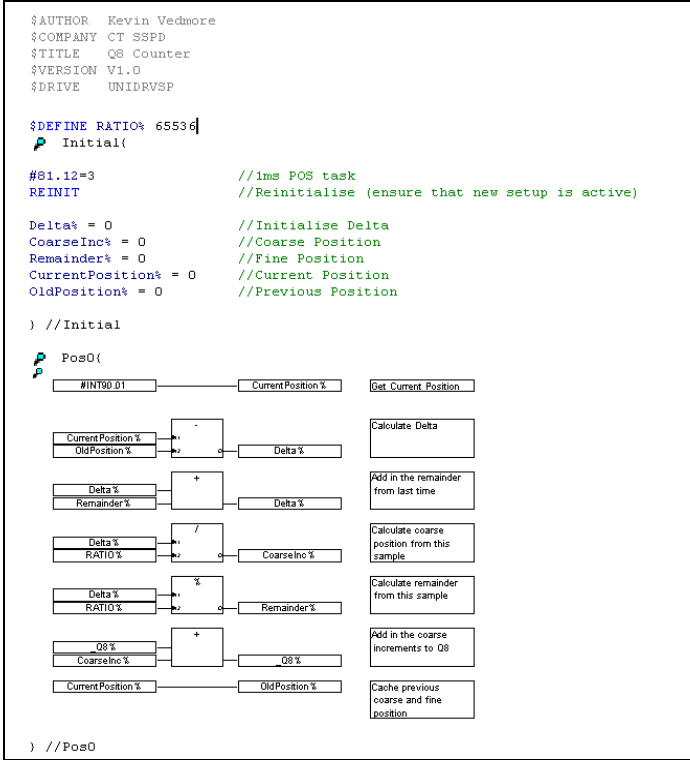 $AUTHOR Kevin Vedmore
$COMPANY CT SSPD
$TITLE Q8 Counter
$VERSION V1.0
$DRIVE UNIDRVSP
$DEFINE RATIO% 65536
Initial{
#81.12=3 //1ms POS task
REINIT //Reinitialise (ensure that new setup is active)
Delta% = 0 //Initialise Delta
CoarseInc% = 0 //Coarse Position
Remainder% = 0 //Fine Position
CurrentPosition% = 0 //Current Position
OldPosition% = 0 //Previous Position
} //Initial
Pos0{
#INT90.01 CurrentPosition% Get Current Position
- Calculate Delta
CurrentPosition%
OldPosition% Delta%
+ Add in the remainder
Delta% from last time
Remainder% Delta%
/ Calculate coarse
Delta% position from this
RATIO% CoarseInc% sample
% Calculate remainder
Delta% from this sample
RATIO% Remainder%
+ Add in the coarse
_Q8% increments to Q8
CoarseInc% _Q8%
CurrentPosition% OldPosition% Cache previous
coarse and fine
position
} //Pos0